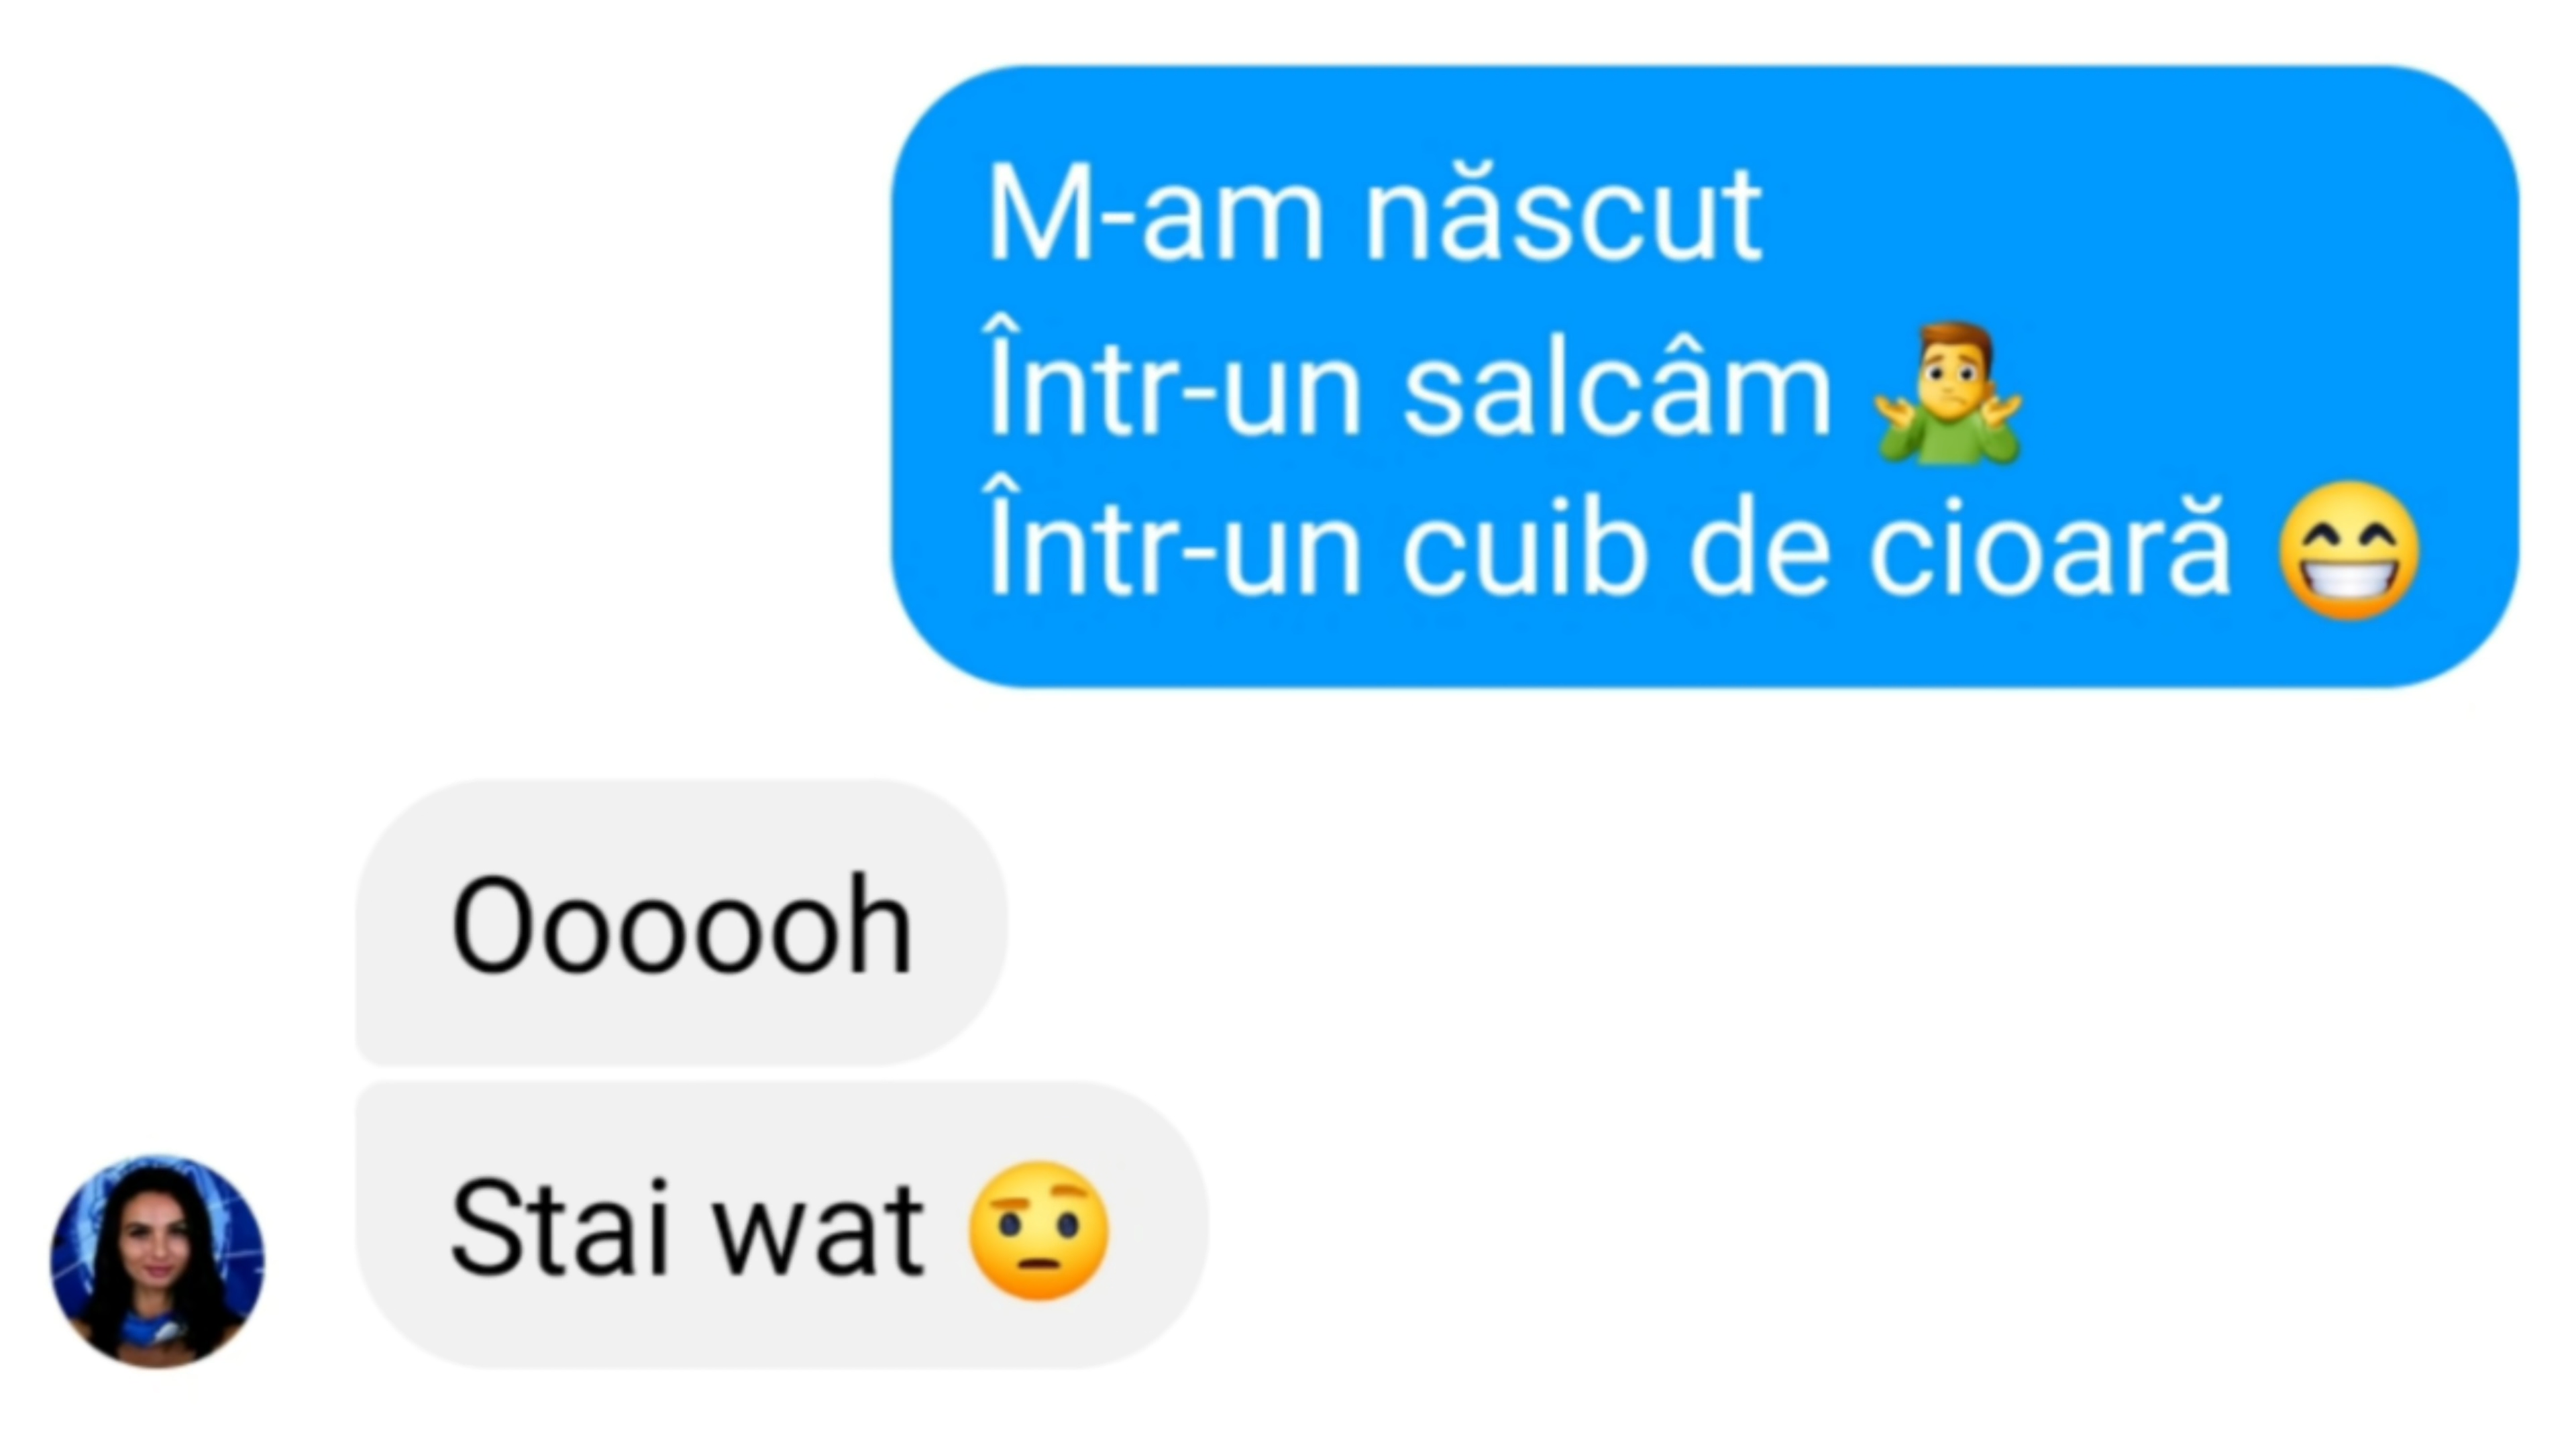 M-am născut
Într-un salcâm 🤷‍♂️
Într-un cuib de cioară 😁
Oooooh
Stai wat 🤨